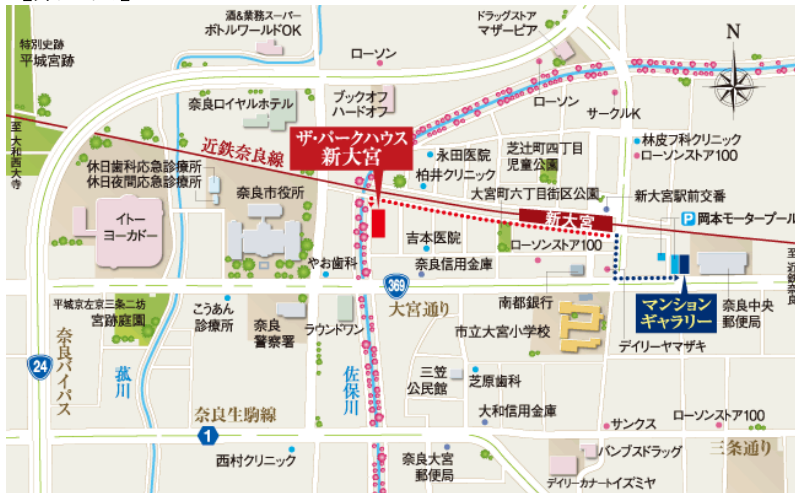 酒&業務スーパー
ボトルワールドOK
ドラッグストア
マザーピア
特別史跡
平城宮跡
ローソン
N
奈良ロイヤルホテル
ブックオフ
ハードオフ
ローソン
サークルK
至 大和西大寺
近鉄奈良線
ザ・パークハウス
新大宮
永田医院
柏井クリニック
芝辻町四丁目
児童公園
林皮フ科クリニック
ローソンストア100
休日歯科応急診療所
休日夜間応急診療所
奈良市役所
大宮町六丁目街区公園
新大宮駅前交番
イトー
ヨーカドー
新大宮
P
岡本モータープール
吉本医院
ローソンストア100
やお歯科
奈良信用金庫
至 近鉄奈良
369
大宮通り
南都銀行
マンション
ギャラリー
奈良中央
郵便局
平城京左京三条二坊
宮跡庭園
こうあん
診療所
奈良
警察署
ラウンドワン
市立大宮小学校
デイリーヤマザキ
24
奈良バイパス
菰川
佐保川
三笠
公民館
芝原歯科
奈良生駒線
1
大和信用金庫
サンクス
ローソンストア100
三条通り
西村クリニック
奈良大宮
郵便局
バンブスドラッグ
デイリーカナートイズミヤ